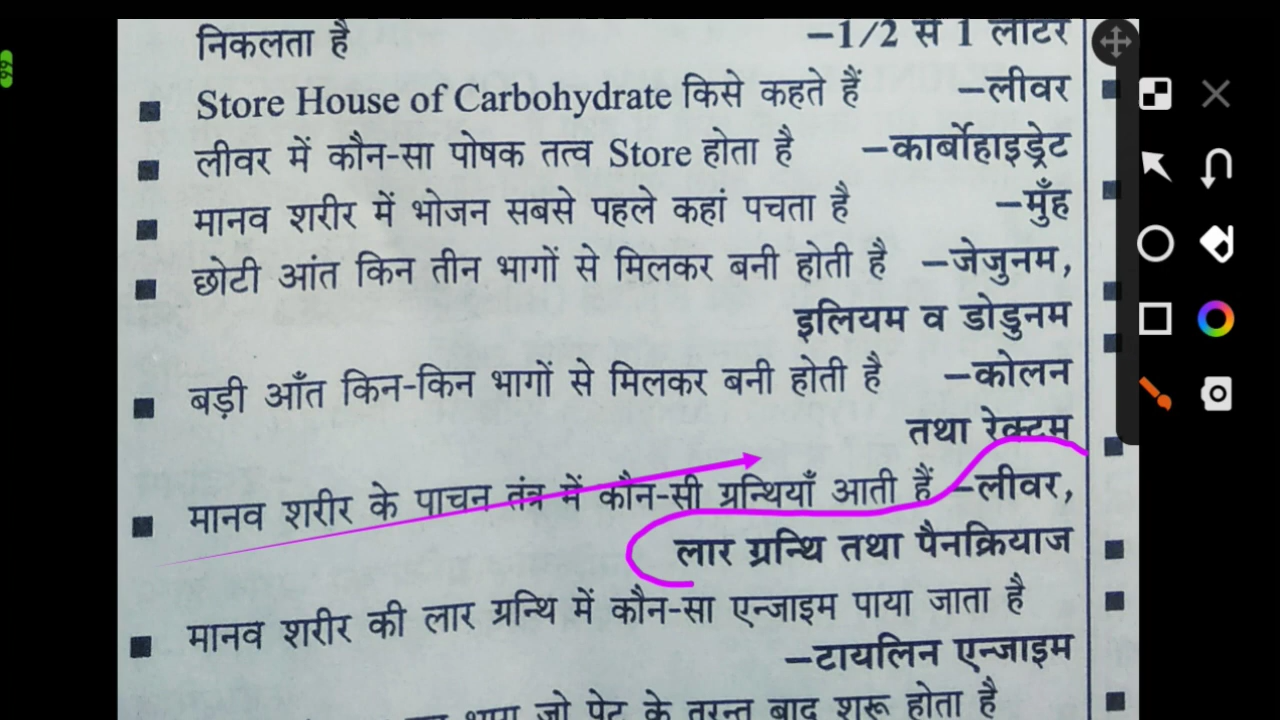 निकलता है –1/2 से 1 लीटर
Store House of Carbohydrate किसे कहते हैं –लीवर
लीवर में कौन-सा पोषक तत्व Store होता है –कार्बोहाइड्रेट
मानव शरीर में भोजन सबसे पहले कहां पचता है –मुँह
छोटी आंत किन तीन भागों से मिलकर बनी होती है –जेजुनम,
इलियम व डोडुनम
बड़ी आँत किन-किन भागों से मिलकर बनी होती है –कोलन
तथा रेक्टम
मानव शरीर के पाचन तंत्र में कौन-सी ग्रन्थियाँ आती हैं –लीवर,
लार ग्रन्थि तथा पैनक्रियाज
मानव शरीर की लार ग्रन्थि में कौन-सा एन्जाइम पाया जाता है
–टायलिन एन्जाइम
भाग जो पेट के तुरन्त बाद शुरू होता है
99